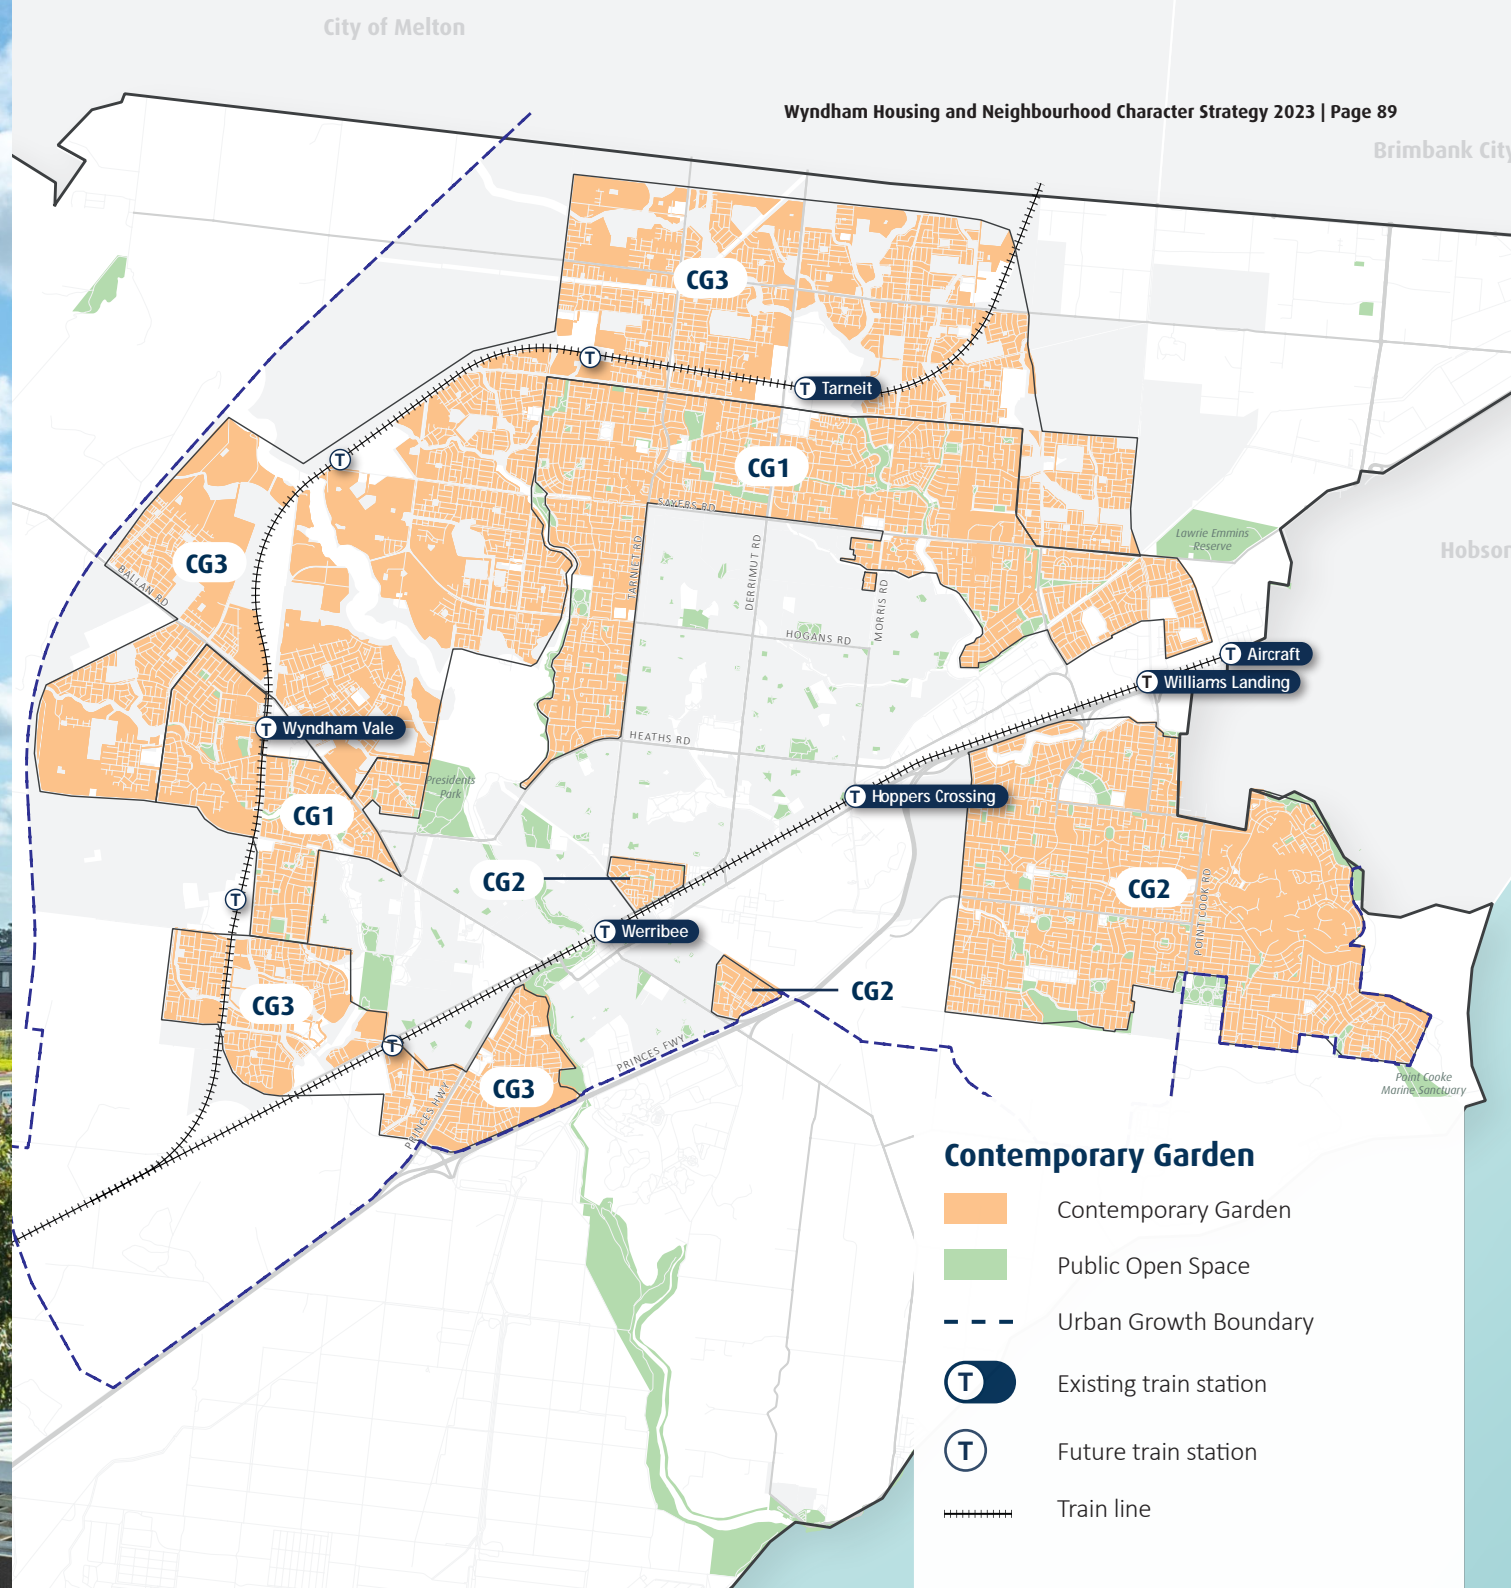 City of Melton
Wyndham Housing and Neighbourhood Character Strategy 2023 | Page 89
Brimbank City
CG3
T
T Tarneit
T
CG1
SAYERS RD
Lawrie Emmins
Reserve
Hobson
CG3
BALLAN RD
TARNIET RD
DERRIMUT RD
MORRIS RD
HOGANS RD
T Aircraft
T Williams Landing
T Wyndham Vale
HEATHS RD
Presidents
Park
T Hoppers Crossing
CG1
CG2
CG2
POINT COOK RD
T
T Werribee
CG2
CG3
T
PRINCES FWY
CG3
PRINCES HWY
Point Cooke
Marine Sanctuary
Contemporary Garden
Contemporary Garden
Public Open Space
Urban Growth Boundary
T Existing train station
T Future train station
Train line